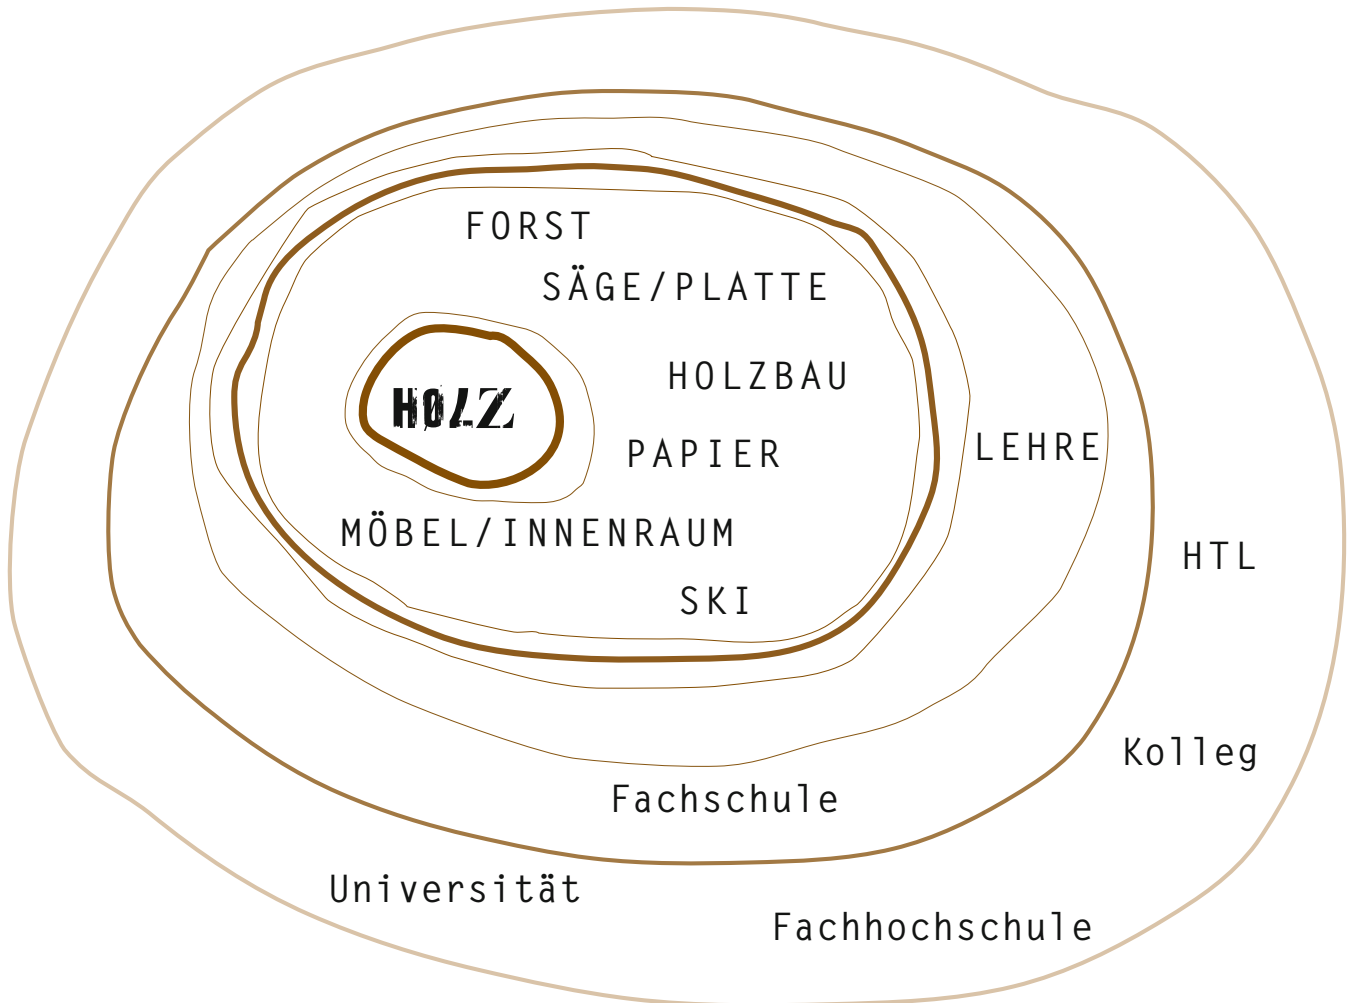 FORST
SÄGE/PLATTE
HOLZBAU
HOLZ
LEHRE
PAPIER
MÖBEL/INNENRAUM
HTL
SKI
Kolleg
Fachschule
Universität
Fachhochschule